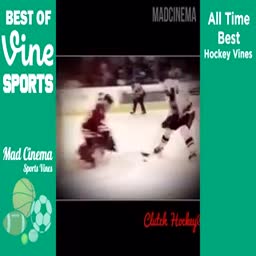 BEST OF
Vine
SPORTS
Mad Cinema
Sports Vines
MADCINEMA
Clutch Hockey
All Time
Best
Hockey Vines